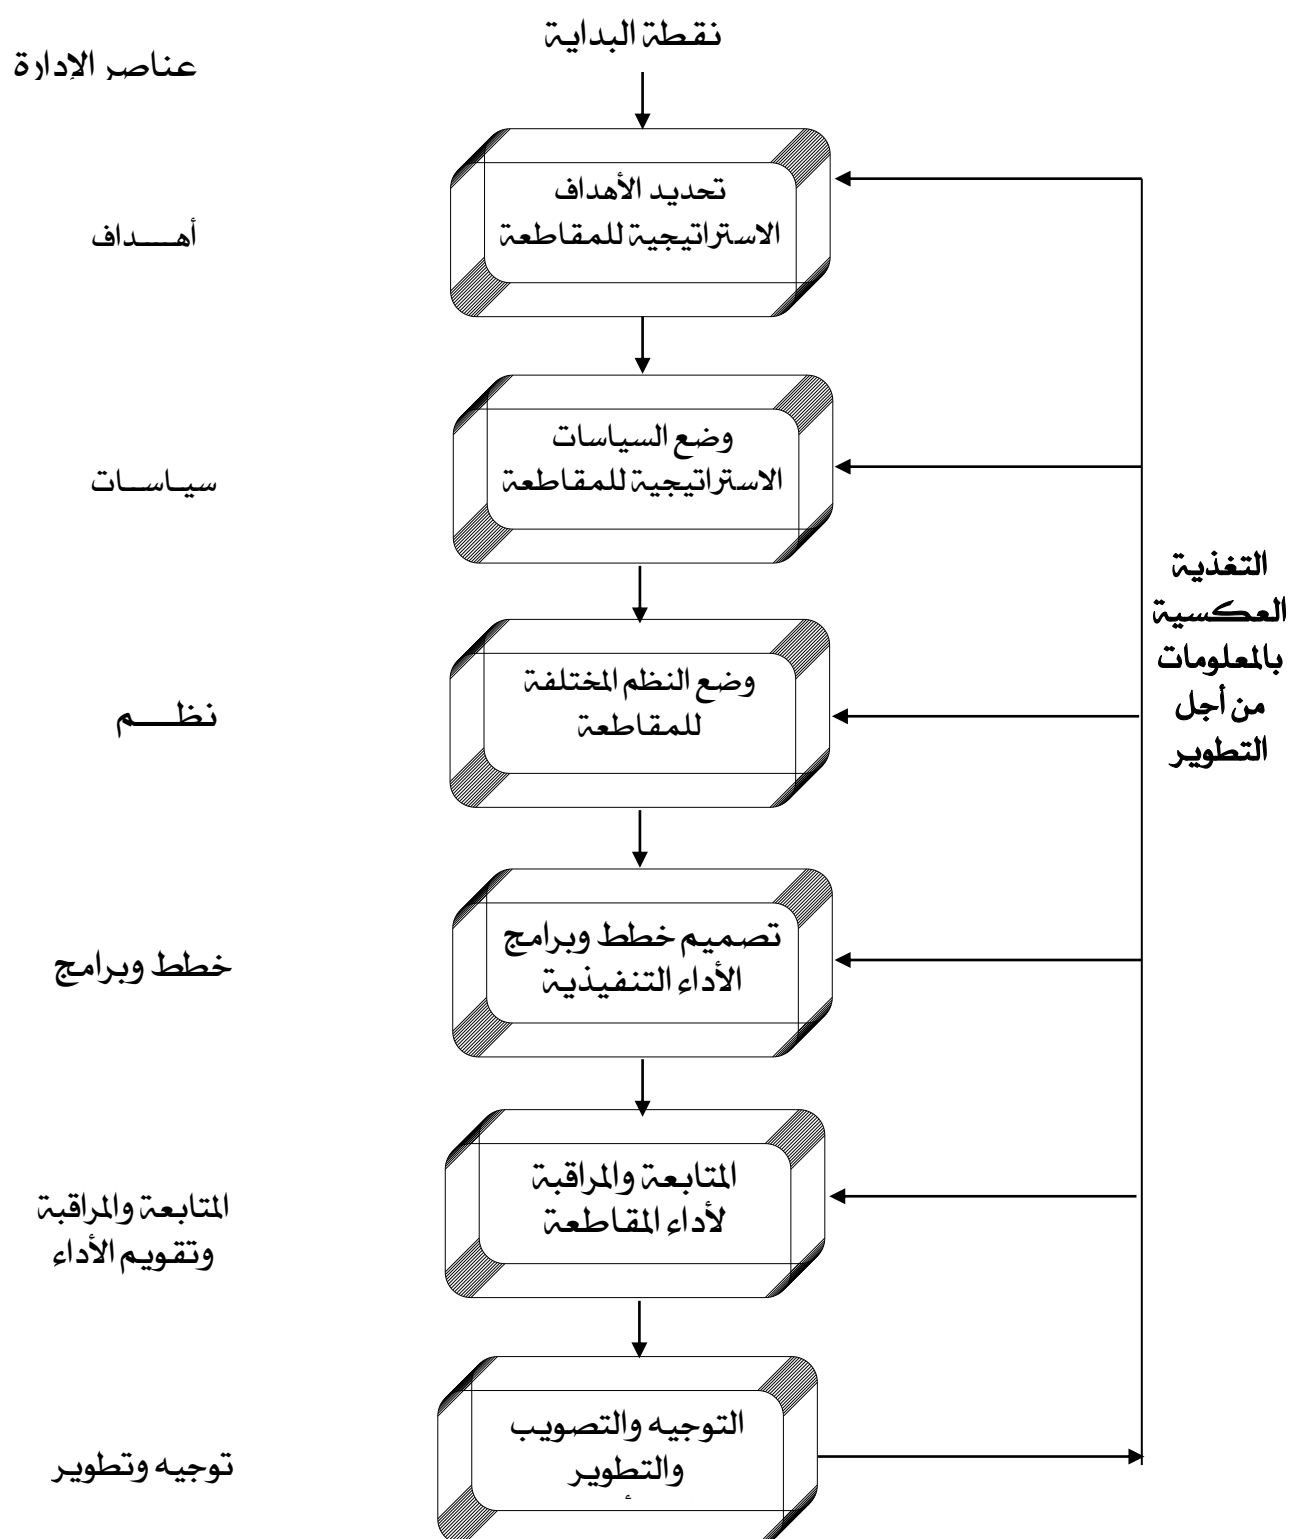 نقطة البداية
عناصر الإدارة
تحديد الأهداف
الاستراتيجية للمقاطعة
أهـــداف
وضع السياسات
الاستراتيجية للمقاطعة
سيـاســات
التغذية
العكسية
بالمعلومات
من أجل
التطوير
وضع النظم المختلفة
للمقاطعة
نظــــم
تصميم خطط وبرامج
الأداء التنفيذية
خطط وبرامج
المتابعة والمراقبة
لأداء المقاطعة
المتابعة والمراقبة
وتقويم الأداء
التوجيه والتصويب
والتطوير
توجيه وتطوير